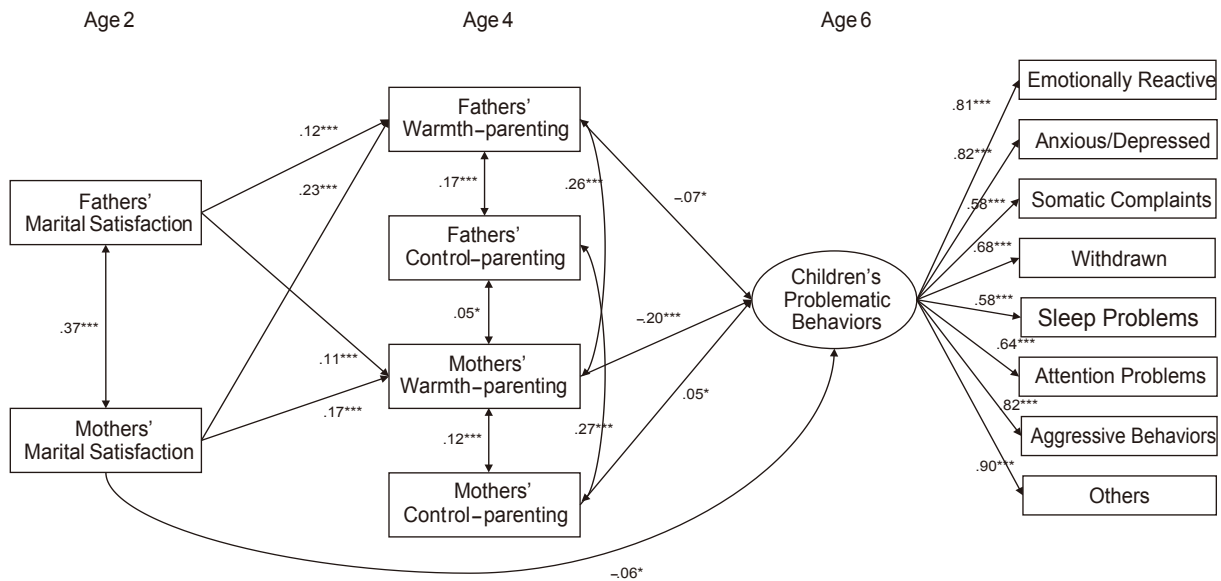 Age 2
Age 4
Age 6
Fathers'
Marital Satisfaction
.37***
Mothers'
Marital Satisfaction
.12***
.23***
.11***
.17***
Fathers'
Warmth-parenting
.17***
.26***
Fathers'
Control-parenting
.05*
Mothers'
Warmth-parenting
.12***
.27***
Mothers'
Control-parenting
-.07*
-.20***
.05*
-.06*
Children's
Problematic
Behaviors
.81***
.82***
.58***
.68***
.58***
.64***
.82***
.90***
Emotionally Reactive
Anxious/Depressed
Somatic Complaints
Withdrawn
Sleep Problems
Attention Problems
Aggressive Behaviors
Others